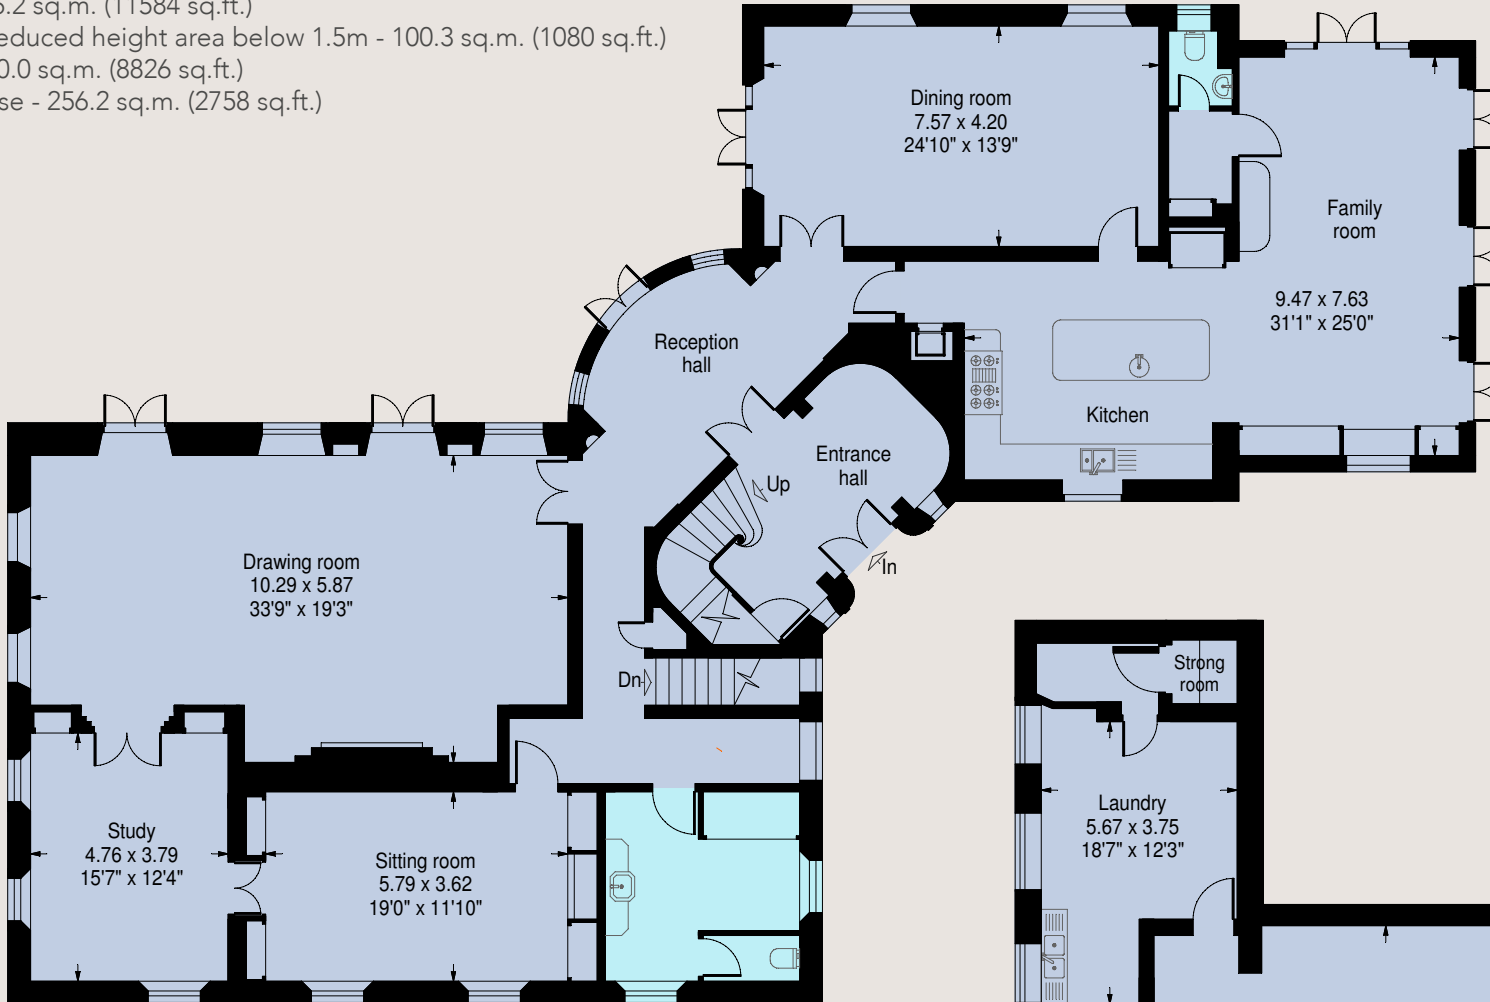 5.2 sq.m. (11584 sq.ft.)
educed height area below 1.5m - 100.3 sq.m. (1080 sq.ft.)
0.0 sq.m. (8826 sq.ft.)
se - 256.2 sq.m. (2758 sq.ft.)
Dining room
7.57 x 4.20
24'10" x 13'9"
Family
room
9.47 x 7.63
31'1" x 25'0"
Reception
hall
Kitchen
Entrance
hall
Up
In
Drawing room
10.29 x 5.87
33'9" x 19'3"
Dn
Strong
room
Study
4.76 x 3.79
15'7" x 12'4"
Sitting room
5.79 x 3.62
19'0" x 11'10"
Laundry
5.67 x 3.75
18'7" x 12'3"